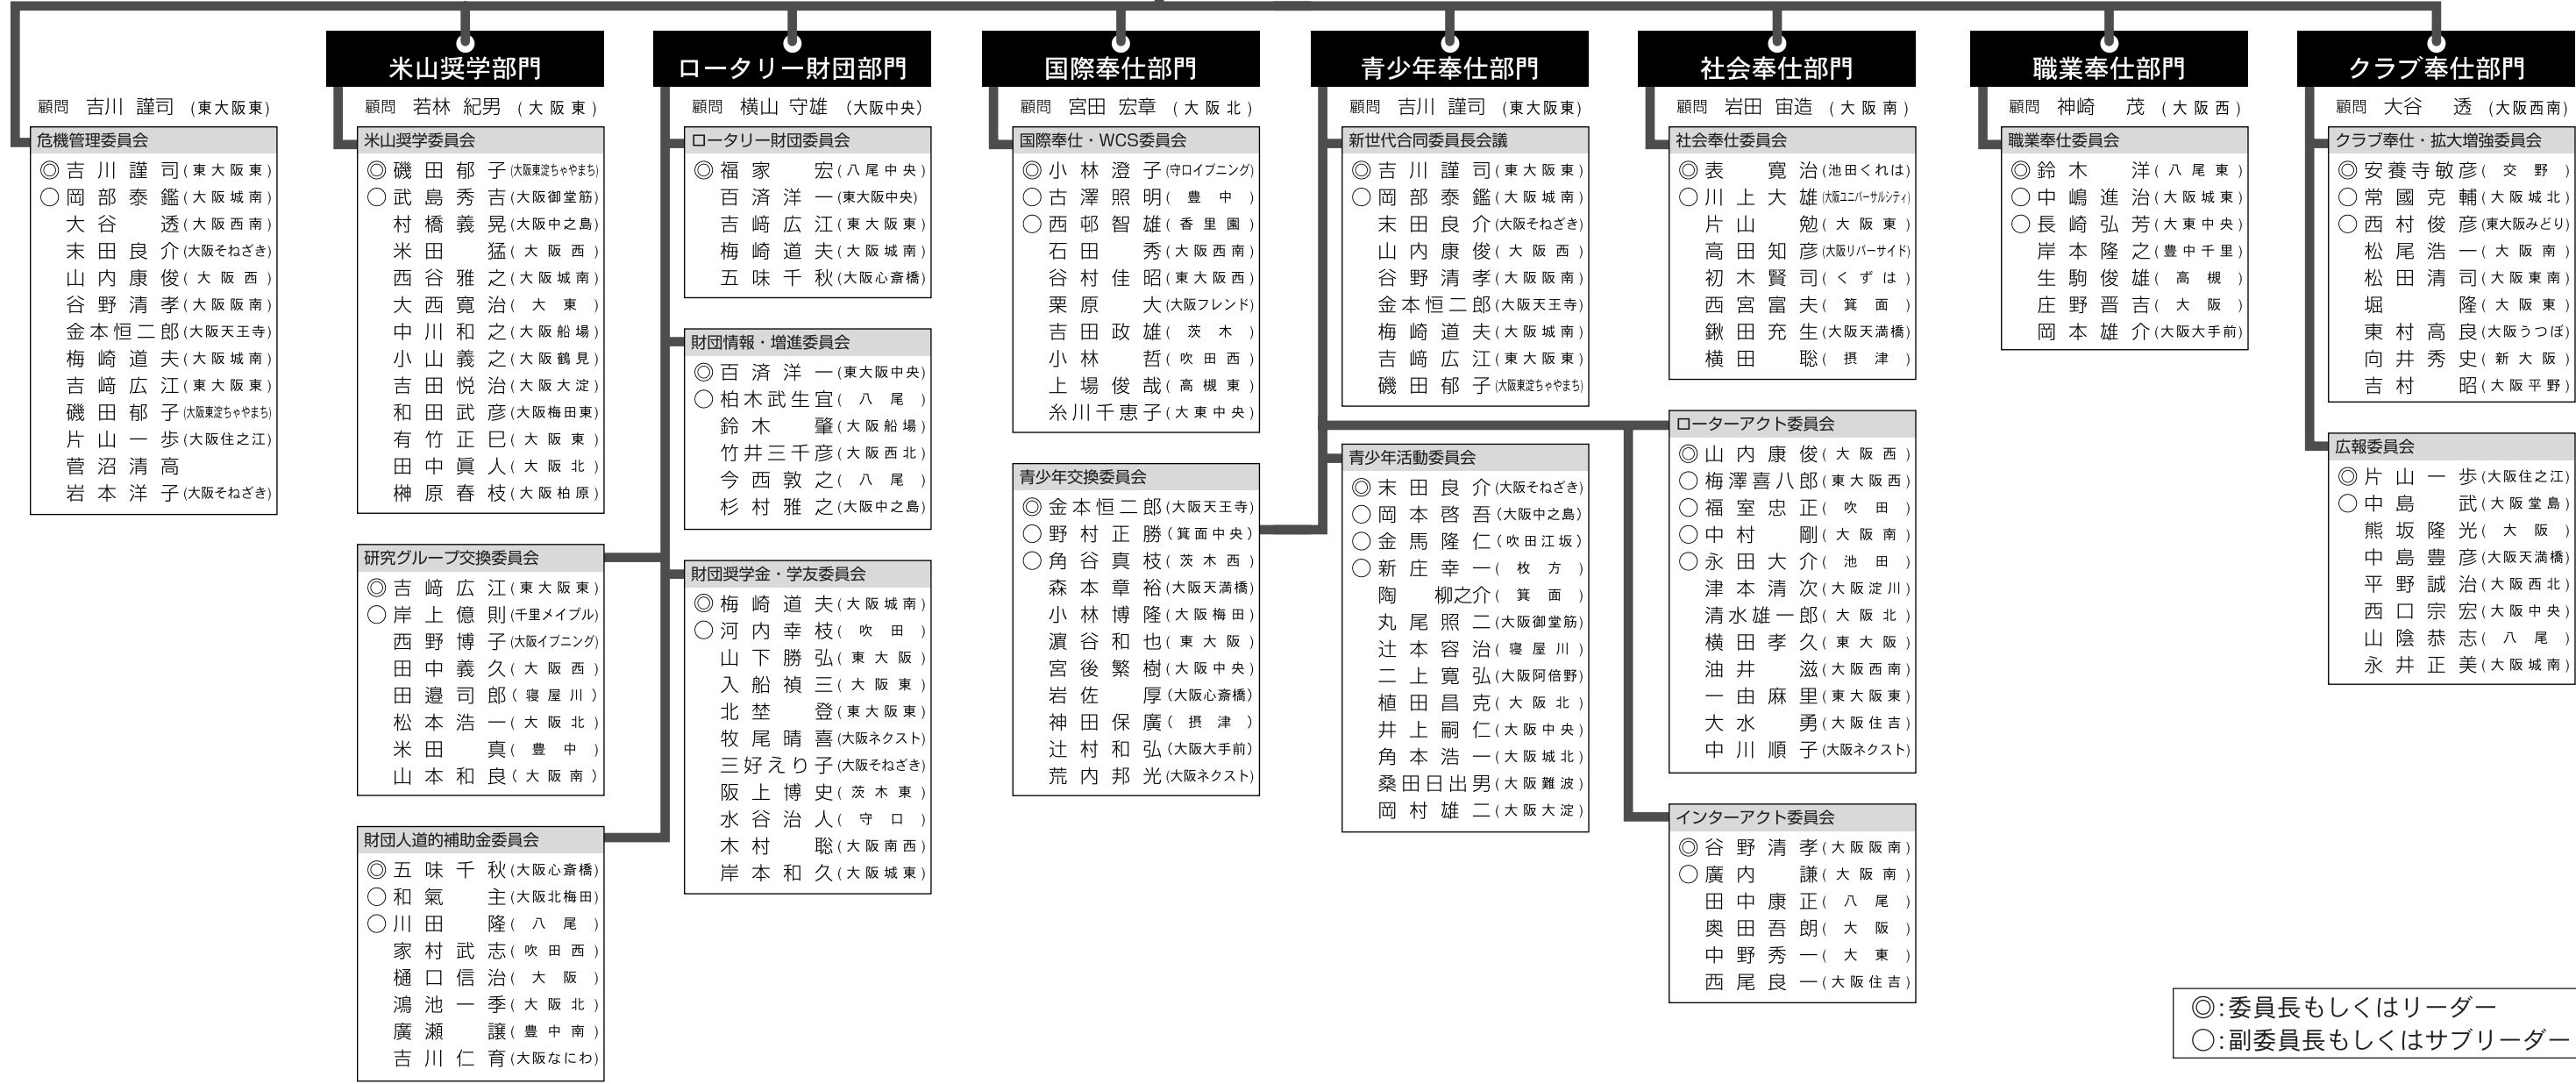 顧問 吉川 謹司 (東大阪東)
危機管理委員会
◎吉川謹司(東大阪東)
○岡部泰鑑(大阪城南)
大谷透(大阪西南)
末田良介(大阪そねざき)
山内康俊(大阪西)
谷野清孝(大阪阪南)
金本恒二郎(大阪天王寺)
梅崎道夫(大阪城南)
吉﨑広江(東大阪東)
磯田郁子(大阪東淀ちゃやまち)
片山一歩(大阪住之江)
菅沼清高
岩本洋子(大阪そねざき)
米山奨学部門
顧問 若林 紀男 (大阪東)
米山奨学委員会
◎磯田郁子(大阪東淀ちゃやまち)
○武島秀吉(大阪御堂筋)
村橋義晃(大阪中之島)
米田猛(大阪西)
西谷雅之(大阪城南)
大西寛治(大東)
中川和之(大阪船場)
小山義之(大阪鶴見)
吉田悦治(大阪大淀)
和田武彦(大阪梅田東)
有竹正巳(大阪東)
田中眞人(大阪北)
榊原春枝(大阪柏原)
研究グループ交換委員会
◎吉﨑広江(東大阪東)
○岸上億則(千里メイプル)
西野博子(大阪イブニング)
田中義久(大阪西)
田邉司郎(寝屋川)
松本浩一(大阪北)
米田真(豊中)
山本和良(大阪南)
財団人道的補助金委員会
◎五味千秋(大阪心斎橋)
○和氣主(大阪北梅田)
○川田隆(八尾)
家村武志(吹田西)
樋口信治(大阪)
鴻池一季(大阪北)
廣瀬譲(豊中南)
吉川仁育(大阪なにわ)
ロータリー財団部門
顧問 横山 守雄 (大阪中央)
ロータリー財団委員会
◎福家宏(八尾中央)
百済洋一(東大阪中央)
吉﨑広江(東大阪東)
梅崎道夫(大阪城南)
五味千秋(大阪心斎橋)
財団情報・増進委員会
◎百済洋一(東大阪中央)
○柏木武生宜(八尾)
鈴木肇(大阪船場)
竹井三千彦(大阪西北)
今西敦之(八尾)
杉村雅之(大阪中之島)
財団奨学金・学友委員会
◎梅崎道夫(大阪城南)
○河内幸枝(吹田)
山下勝弘(東大阪)
入船禎三(大阪東)
北埜登(東大阪東)
牧尾晴喜(大阪ネクスト)
三好えり子(大阪そねざき)
阪上博史(茨木東)
水谷治人(守口)
木村聡(大阪南西)
岸本和久(大阪城東)
国際奉仕部門
顧問 宮田 宏章 (大阪北)
国際奉仕・WCS委員会
◎小林澄子(守口イブニング)
○古澤照明(豊中)
○西邨智雄(香里園)
石田秀(大阪西南)
谷村佳昭(東大阪西)
栗原大(大阪フレンド)
吉田政雄(茨木)
小林哲(吹田西)
上場俊哉(高槻東)
糸川千恵子(大東中央)
青少年交換委員会
◎金本恒二郎(大阪天王寺)
○野村正勝(箕面中央)
○角谷真枝(茨木西)
森本章裕(大阪天満橋)
小林博隆(大阪梅田)
濵谷和也(東大阪)
宮後繁樹(大阪中央)
岩佐厚(大阪心斎橋)
神田保廣(摂津)
辻村和弘(大阪大手前)
荒内邦光(大阪ネクスト)
青少年奉仕部門
顧問 吉川 謹司 (東大阪東)
新世代合同委員長会議
◎吉川謹司(東大阪東)
○岡部泰鑑(大阪城南)
末田良介(大阪そねざき)
山内康俊(大阪西)
谷野清孝(大阪阪南)
金本恒二郎(大阪天王寺)
梅崎道夫(大阪城南)
吉﨑広江(東大阪東)
磯田郁子(大阪東淀ちゃやまち)
青少年活動委員会
◎末田良介(大阪そねざき)
○岡本啓吾(大阪中之島)
○金馬隆仁(吹田江坂)
○新庄幸一(枚方)
陶柳之介(箕面)
丸尾照二(大阪御堂筋)
辻本容治(寝屋川)
二上寛弘(大阪阿倍野)
植田昌克(大阪北)
井上嗣仁(大阪中央)
角本浩一(大阪城北)
桑田日出男(大阪難波)
岡村雄二(大阪大淀)
社会奉仕部門
顧問 岩田 宙造 (大阪南)
社会奉仕委員会
◎表寛治(池田くれは)
○川上大雄(大阪ユニバーサルシティ)
片山勉(大阪東)
高田知彦(大阪リバーサイド)
初木賢司(くずは)
西宮富夫(箕面)
鍬田充生(大阪天満橋)
横田聡(摂津)
ローターアクト委員会
◎山内康俊(大阪西)
○梅澤喜八郎(東大阪西)
○福室忠正(吹田)
○中村剛(大阪南)
○永田大介(池田)
津本清次(大阪淀川)
清水雄一郎(大阪北)
横田孝久(東大阪)
油井滋(大阪西南)
一由麻里(東大阪東)
大水勇(大阪住吉)
中川順子(大阪ネクスト)
インターアクト委員会
◎谷野清孝(大阪阪南)
○廣内謙(大阪南)
田中康正(八尾)
奥田吾朗(大阪)
中野秀一(大東)
西尾良一(大阪住吉)
職業奉仕部門
顧問 神崎 茂 (大阪西)
職業奉仕委員会
◎鈴木洋(八尾東)
○中嶋進治(大阪城東)
○長崎弘芳(大東中央)
岸本隆之(豊中千里)
生駒俊雄(高槻)
庄野晋吉(大阪)
岡本雄介(大阪大手前)
クラブ奉仕部門
顧問 大谷 透 (大阪西南)
クラブ奉仕・拡大増強委員会
◎安養寺敏彦(交野)
○常國克輔(大阪城北)
○西村俊彦(東大阪みどり)
松尾浩一(大阪南)
松田清司(大阪東南)
堀隆(大阪東)
東村高良(大阪うつぼ)
向井秀史(新大阪)
吉村昭(大阪平野)
広報委員会
◎片山一歩(大阪住之江)
○中島武(大阪堂島)
熊坂隆光(大阪)
中島豊彦(大阪天満橋)
平野誠治(大阪西北)
西口宗宏(大阪中央)
山陰恭志(八尾)
永井正美(大阪城南)
◎:委員長もしくはリーダー
○:副委員長もしくはサブリーダー